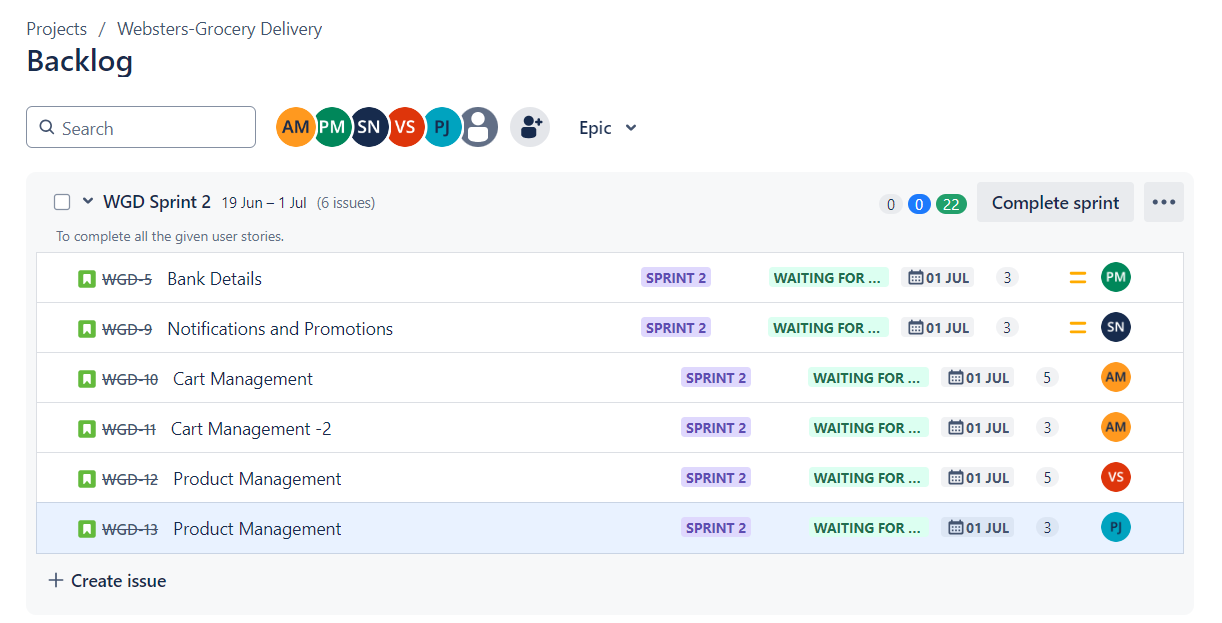 Projects / Websters-Grocery Delivery
Backlog
Search AM PM SN VS PJ Epic
WGD Sprint 2 19 Jun – 1 Jul (6 issues) 0 0 22 Complete sprint
To complete all the given user stories.
WGD-5 Bank Details SPRINT 2 WAITING FOR ... 01 JUL 3 PM
WGD-9 Notifications and Promotions SPRINT 2 WAITING FOR ... 01 JUL 3 SN
WGD-10 Cart Management SPRINT 2 WAITING FOR ... 01 JUL 5 AM
WGD-11 Cart Management -2 SPRINT 2 WAITING FOR ... 01 JUL 3 AM
WGD-12 Product Management SPRINT 2 WAITING FOR ... 01 JUL 5 VS
WGD-13 Product Management SPRINT 2 WAITING FOR ... 01 JUL 3 PJ
+ Create issue